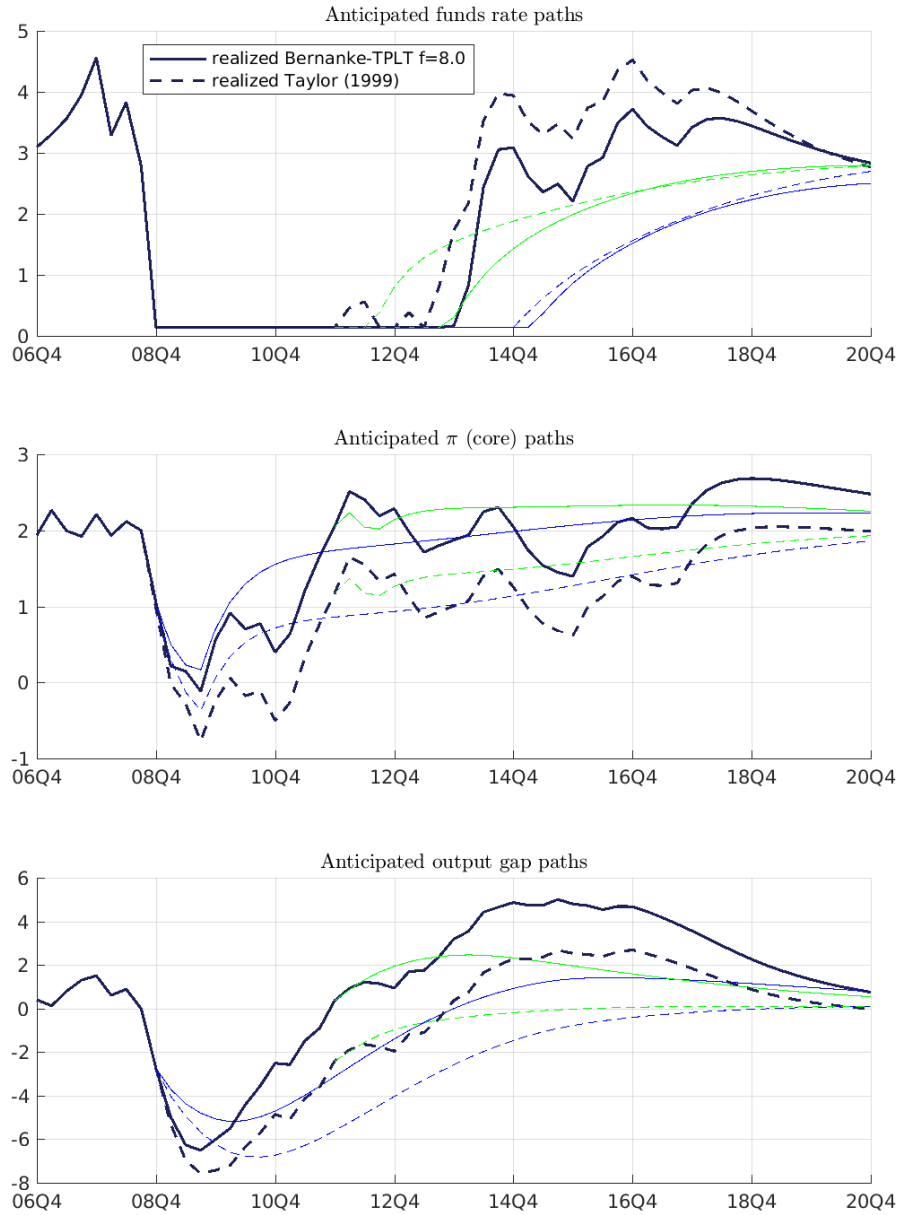 Anticipated funds rate paths
5
4
3
2
1
0
realized Bernanke-TPLT f=8.0
realized Taylor (1999)
06Q4 08Q4 10Q4 12Q4 14Q4 16Q4 18Q4 20Q4
Anticipated π (core) paths
3
2
1
0
-1
06Q4 08Q4 10Q4 12Q4 14Q4 16Q4 18Q4 20Q4
Anticipated output gap paths
6
4
2
0
-2
-4
-6
-8
06Q4 08Q4 10Q4 12Q4 14Q4 16Q4 18Q4 20Q4